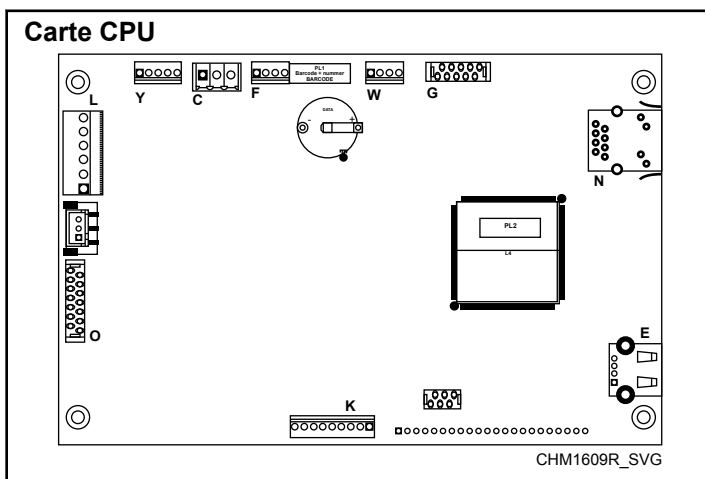 Carte CPU
Y
C
F
PL1
Barcode + nummer
BARCODE
W
G
L
DATA
- +
N
PL2
L4
O
E
K
CHM1609R_SVG